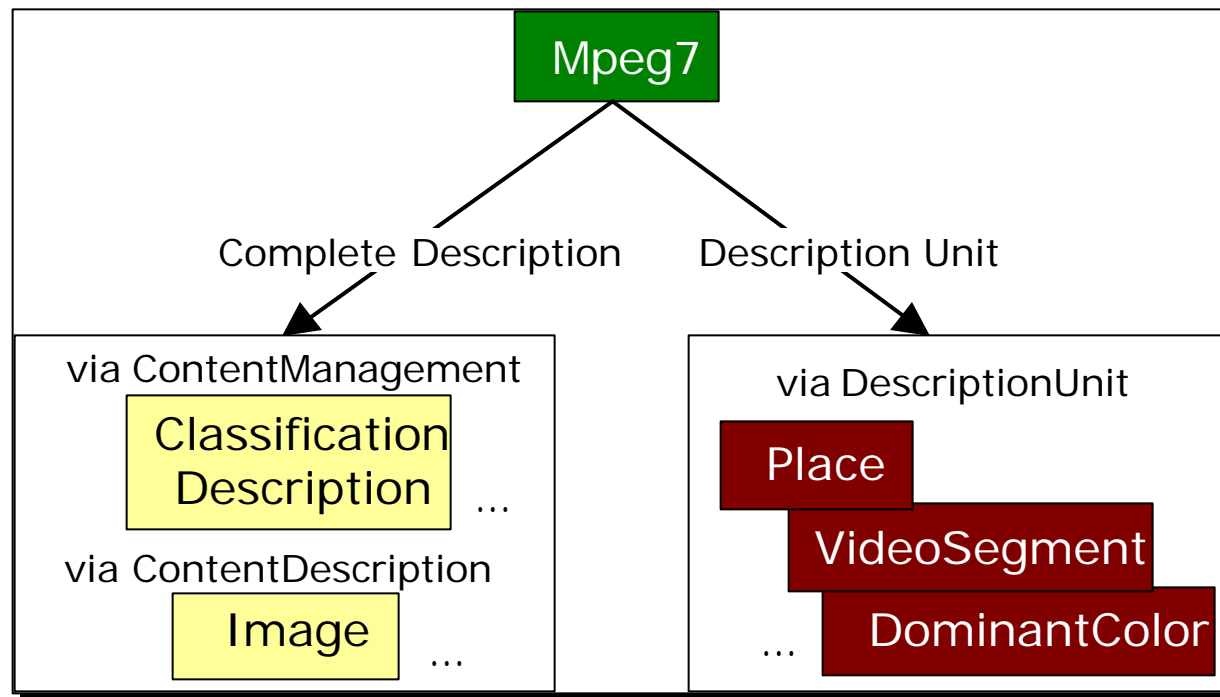 Mpeg7
Complete Description
Description Unit
via ContentManagement
Classification
Description
...
via ContentDescription
Image
...
via DescriptionUnit
Place
VideoSegment
DominantColor
...